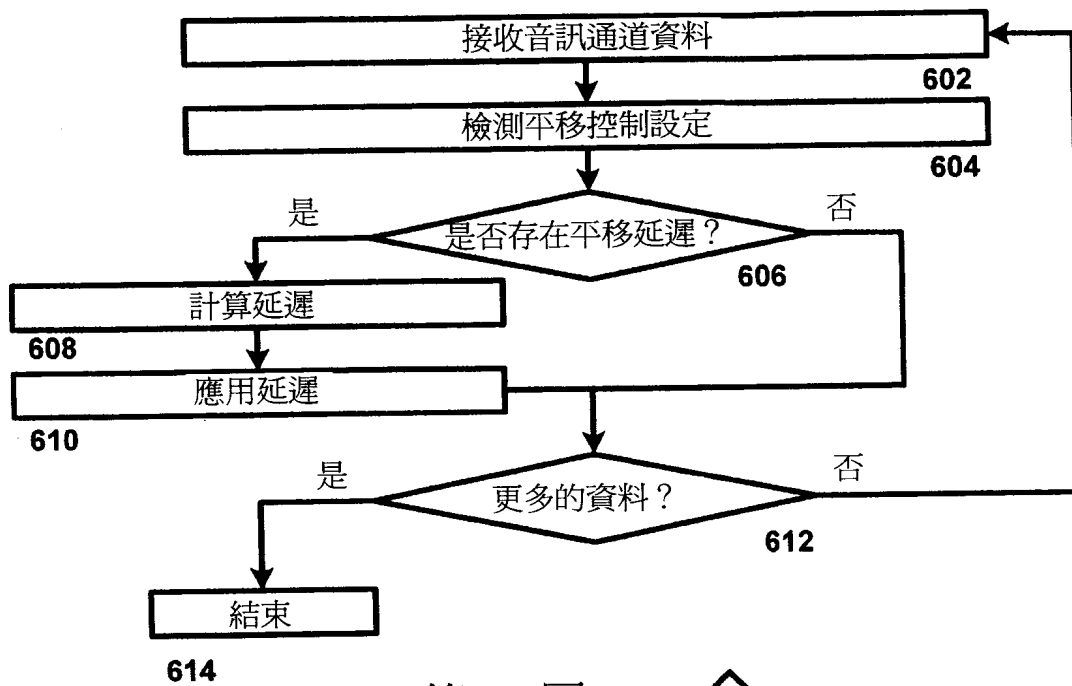 接收音訊通道資料
602
檢測平移控制設定
604
是
否
是否存在平移延遲？
606
計算延遲
608
應用延遲
610
是
否
更多的資料？
612
結束
614